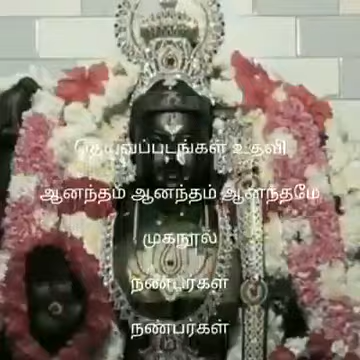 தெய்வப்படங்கள் உதவி
ஆனந்தம் ஆனந்தம் ஆனந்தமே
முகநூல்
நண்பர்கள்
நண்பர்கள்